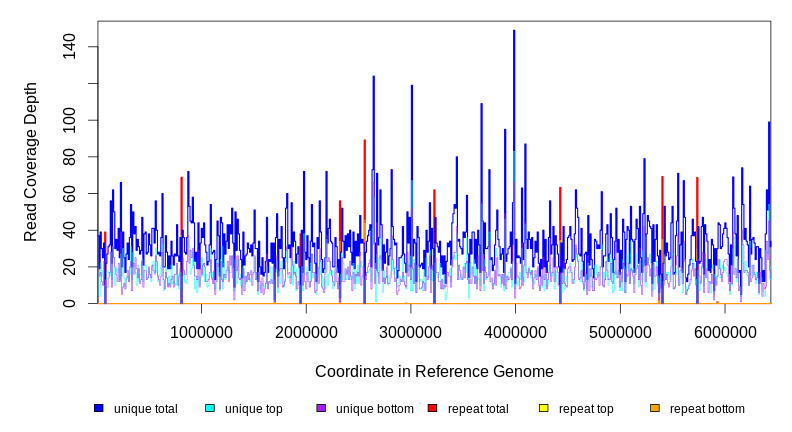 Read Coverage Depth
140
100
80
60
40
20
0
1000000 2000000 3000000 4000000 5000000 6000000
Coordinate in Reference Genome
unique total unique top unique bottom repeat total repeat top repeat bottom